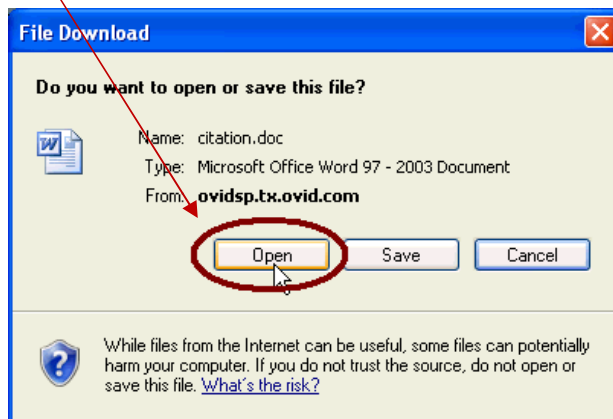 File Download
Do you want to open or save this file?
Name: citation.doc
Type: Microsoft Office Word 97 - 2003 Document
From: ovidsp.tx.ovid.com
Open Save Cancel
While files from the Internet can be useful, some files can potentially
harm your computer. If you do not trust the source, do not open or
save this file. What's the risk?